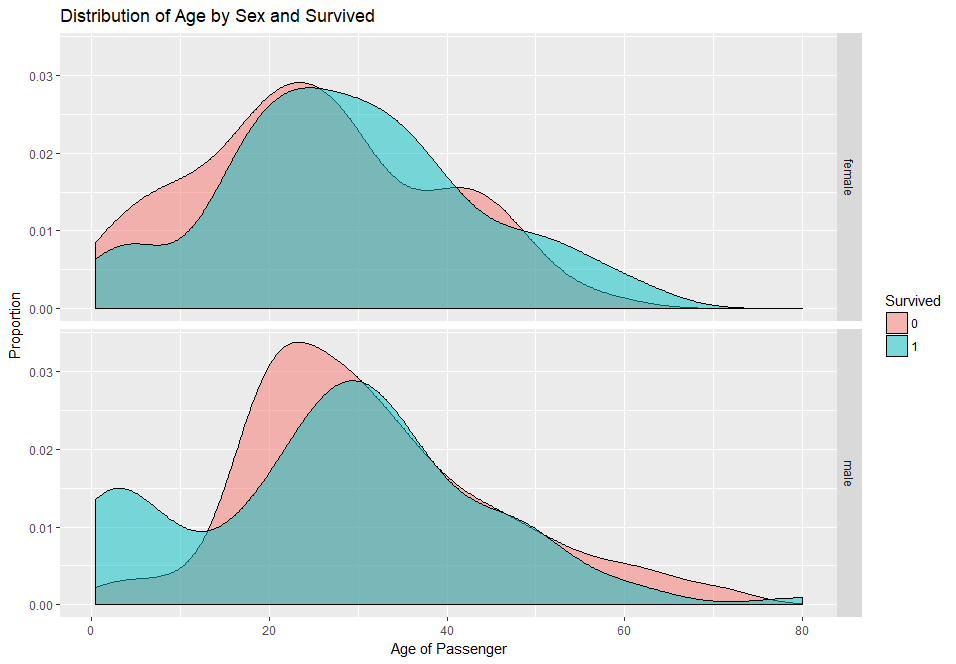 Distribution of Age by Sex and Survived
Proportion
0.03
0.02
0.01
0.00
female
0.03
0.02
0.01
0.00
male
0
20
40
60
80
Age of Passenger
Survived
0
1